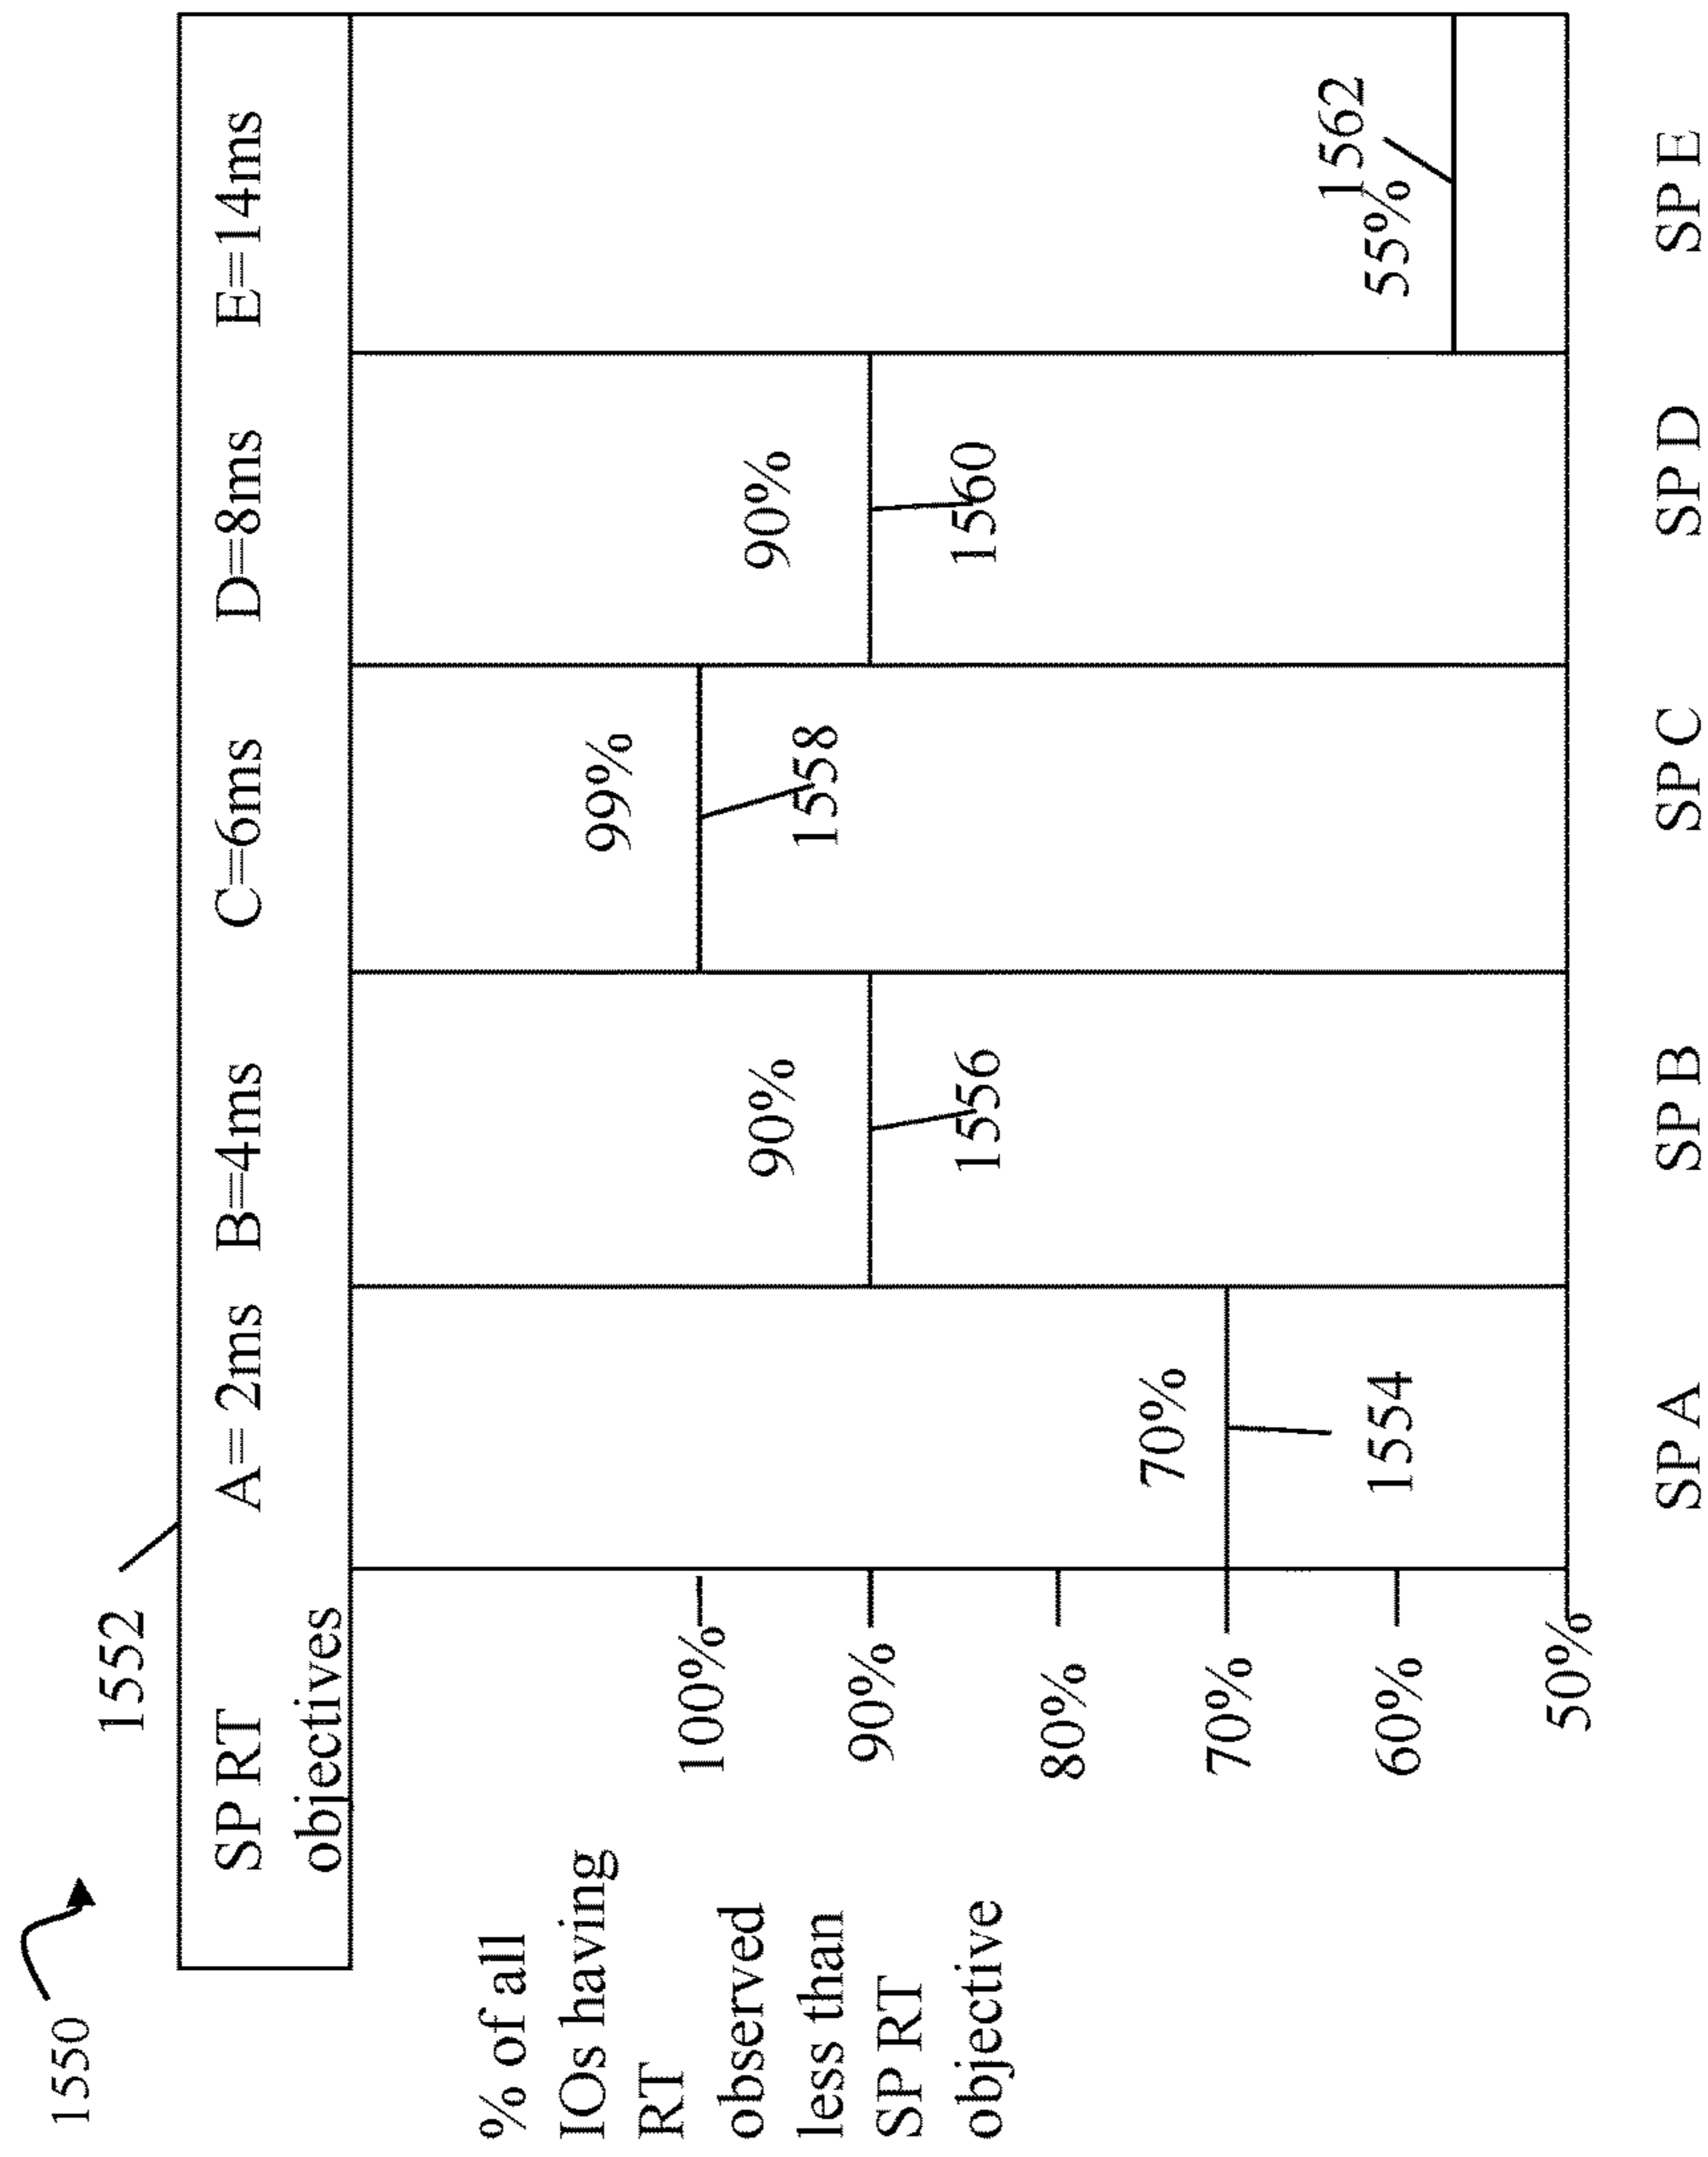 1550
1552
SP RT
objectives
A= 2ms B=4ms C=6ms D=8ms E=14ms
% of all
IOs having
RT
observed
less than
SP RT
objective
100%
90%
80%
70%
60%
50%
70%
1554
90%
1556
99%
1558
90%
1560
1562
55%
SP A SP B SP C SP D SP E